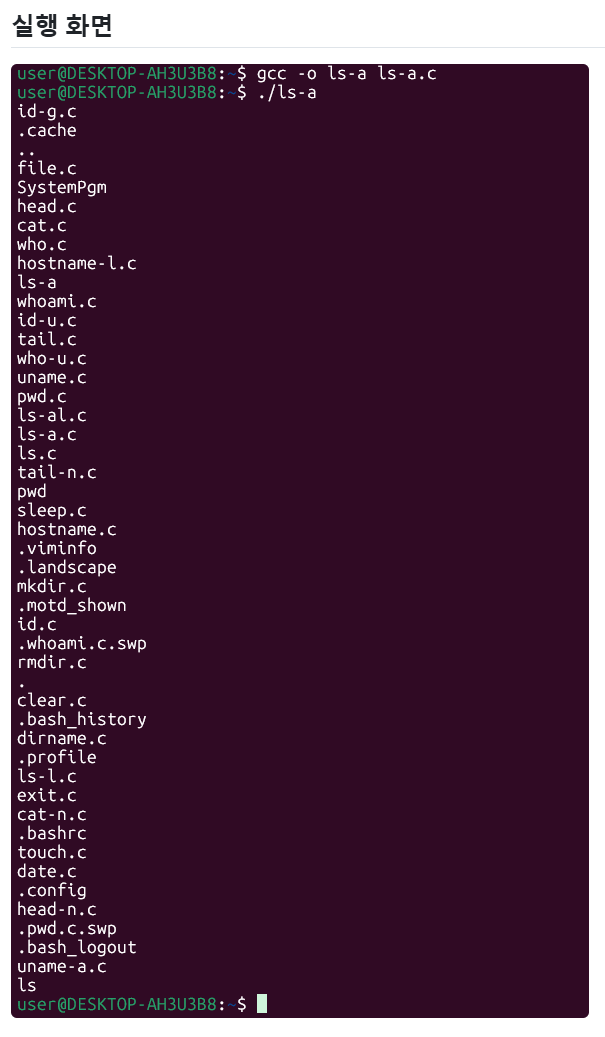 실행 화면
user@DESKTOP-AH3U3B8:~$ gcc -o ls-a ls-a.c
user@DESKTOP-AH3U3B8:~$ ./ls-a
id-g.c
.cache
..
file.c
SystemPgm
head.c
cat.c
who.c
hostname-l.c
ls-a
whoami.c
id-u.c
tail.c
who-u.c
uname.c
pwd.c
ls-al.c
ls-a.c
ls.c
tail-n.c
pwd
sleep.c
hostname.c
.viminfo
.landscape
mkdir.c
.motd_shown
id.c
.whoami.c.swp
rmdir.c
.
clear.c
.bash_history
dirname.c
.profile
ls-l.c
exit.c
cat-n.c
.bashrc
touch.c
date.c
.config
head-n.c
.pwd.c.swp
.bash_logout
uname-a.c
ls
user@DESKTOP-AH3U3B8:~$